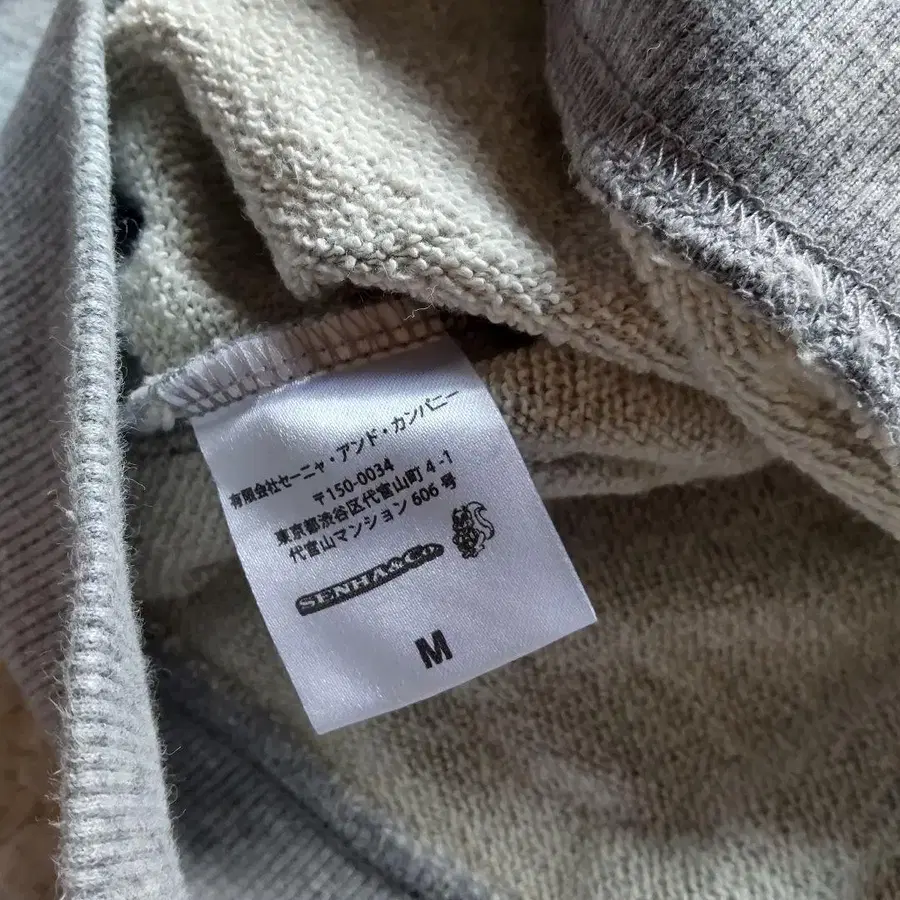 有限会社セーニャ・アンド・カンパニー
〒150-0034
東京都渋谷区代官山町4-1
代官山マンション606号
SENHA&Co.
M